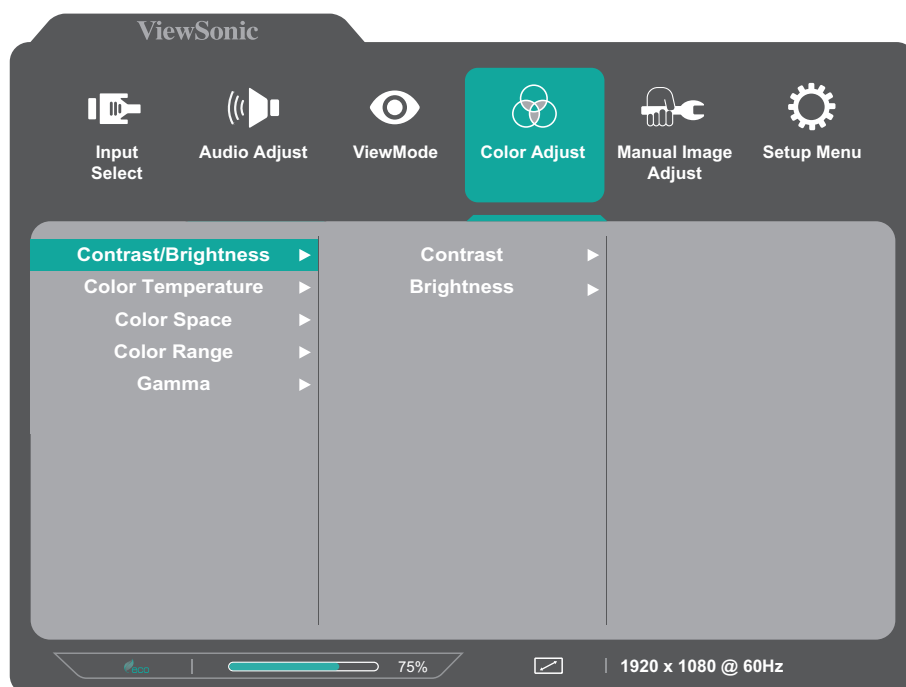 ViewSonic
Input
Select
Audio Adjust
ViewMode
Color Adjust
Manual Image
Adjust
Setup Menu
Contrast/Brightness
Color Temperature
Color Space
Color Range
Gamma
Contrast
Brightness
eco
75%
1920 x 1080 @ 60Hz